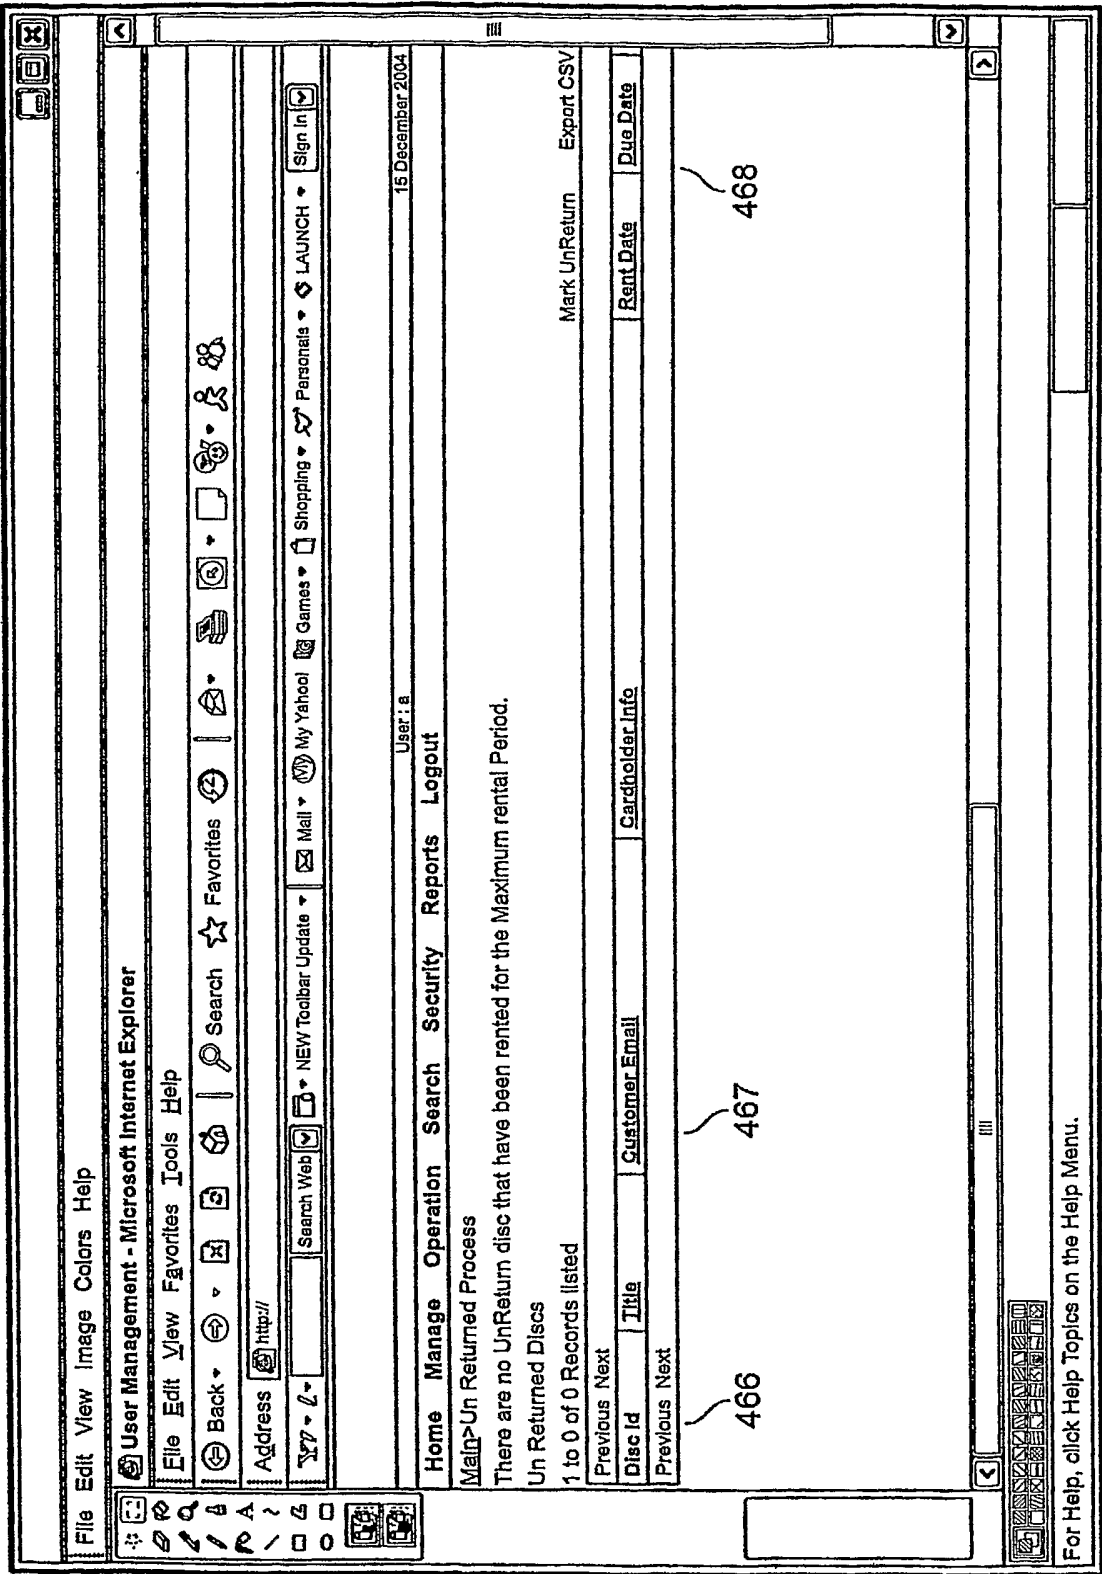 File Edit View Image Colors Help
User Management - Microsoft Internet Explorer
File Edit View Favorites Tools Help
Back Search Favorites
Address http://
Search Web NEW Toolbar Update Mail My Yahoo! Games Shopping Personals LAUNCH Sign In
User : a 15 December 2004
Home Manage Operation Search Security Reports Logout
Main>Un Returned Process
There are no UnReturn disc that have been rented for the Maximum rental Period.
Un Returned Discs
1 to 0 of 0 Records listed Mark UnReturn Export CSV
Previous Next
Disc Id Title Customer Email Cardholder Info Rent Date Due Date
Previous Next
466 467 468
For Help, click Help Topics on the Help Menu.